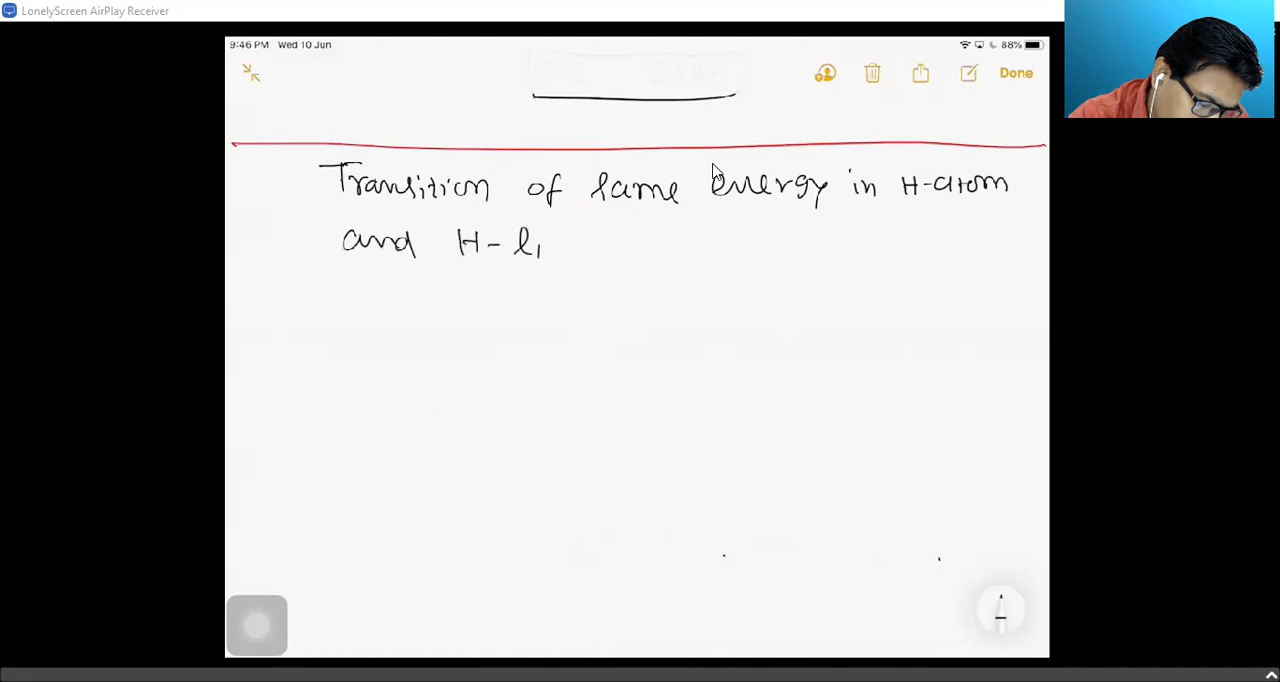 LonelyScreen AirPlay Receiver
9:46 PM Wed 10 Jun
88%
Done
Transition of same energy in H-atom
and H- li